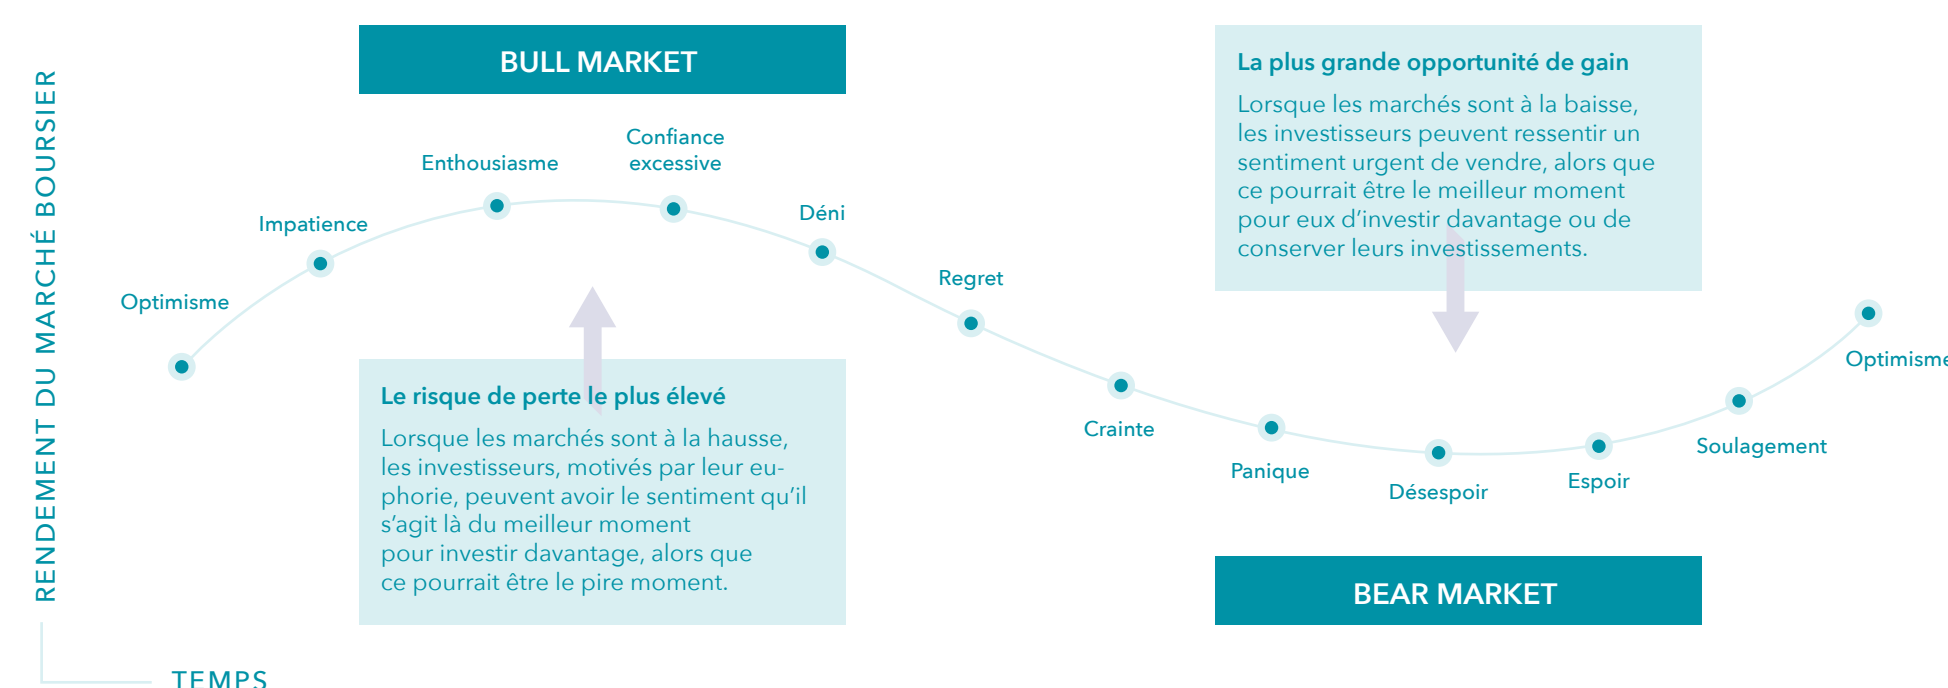 RENDEMENT DU MARCHÉ BOURSIER
BULL MARKET
Optimisme
Impatience
Enthousiasme
Confiance
excessive
Déni
Regret
Crainte
Panique
Désespoir
Espoir
Soulagement
Optimisme
Le risque de perte le plus élevé
Lorsque les marchés sont à la hausse,
les investisseurs, motivés par leur eu-
phorie, peuvent avoir le sentiment qu’il
s’agit là du meilleur moment
pour investir davantage, alors que
ce pourrait être le pire moment.
La plus grande opportunité de gain
Lorsque les marchés sont à la baisse,
les investisseurs peuvent ressentir un
sentiment urgent de vendre, alors que
ce pourrait être le meilleur moment
pour eux d’investir davantage ou de
conserver leurs investissements.
BEAR MARKET
TEMPS